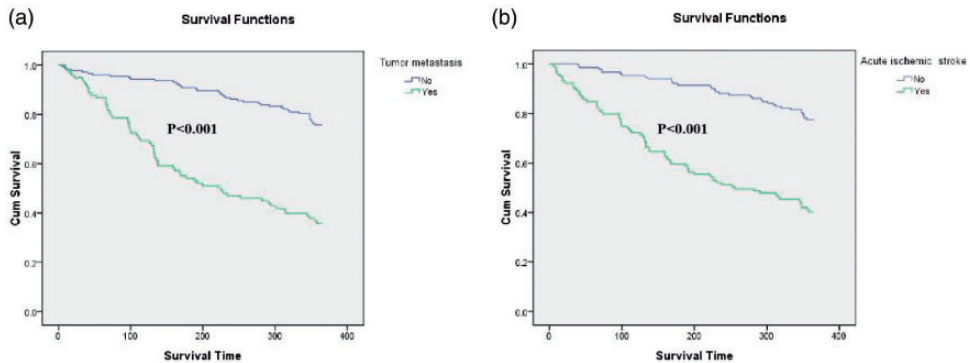 (a)
Survival Functions
Tumor metastasis
No
Yes
P<0.001
Cum Survival
1.0
0.8
0.6
0.4
0.2
0.0
0
100
200
300
400
Survival Time
(b)
Survival Functions
Acute ischemic stroke
No
Yes
P<0.001
Cum Survival
1.0
0.8
0.6
0.4
0.2
0.0
0
100
200
300
400
Survival Time